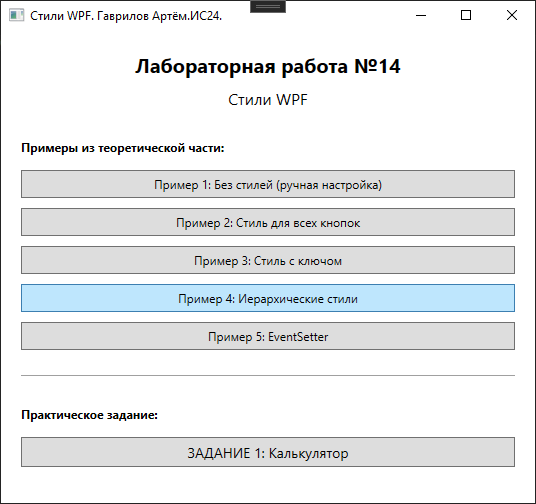 Стили WPF. Гаврилов Артём.ИС24.
Лабораторная работа №14
Стили WPF
Примеры из теоретической части:
Пример 1: Без стилей (ручная настройка)
Пример 2: Стиль для всех кнопок
Пример 3: Стиль с ключом
Пример 4: Иерархические стили
Пример 5: EventSetter
Практическое задание:
ЗАДАНИЕ 1: Калькулятор